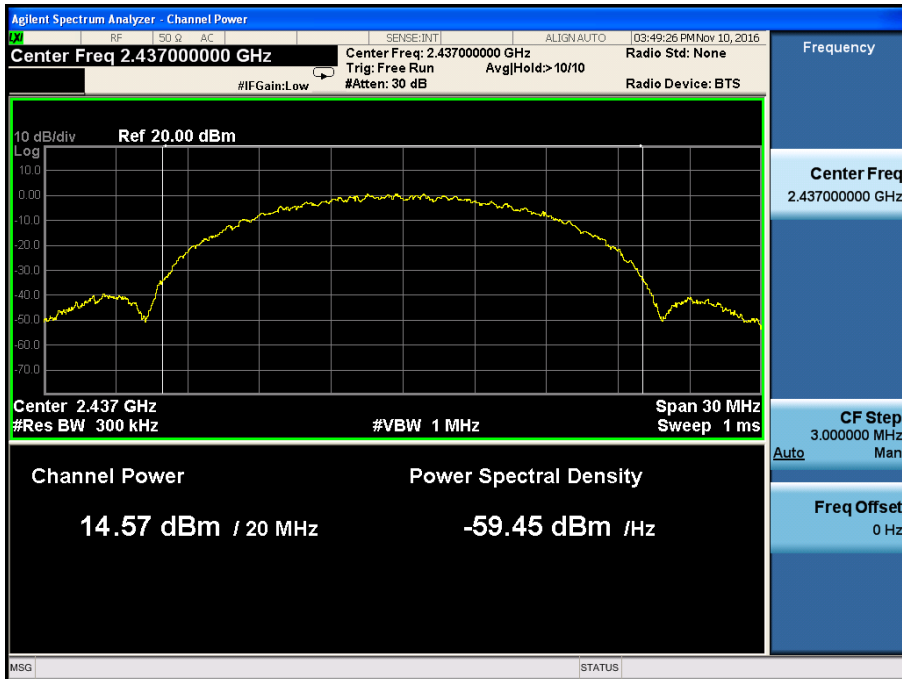 Agilent Spectrum Analyzer - Channel Power
LXI RF 50 Ω AC SENSE:INT ALIGN AUTO 03:49:26 PM Nov 10, 2016
Center Freq 2.437000000 GHz
Center Freq: 2.437000000 GHz
Radio Std: None
Trig: Free Run Avg|Hold:>10/10
#IFGain:Low
#Atten: 30 dB
Radio Device: BTS
Frequency
10 dB/div Ref 20.00 dBm
Log
10.0
0.00
-10.0
-20.0
-30.0
-40.0
-50.0
-60.0
-70.0
Center 2.437 GHz Span 30 MHz
#Res BW 300 kHz #VBW 1 MHz Sweep 1 ms
Channel Power
Power Spectral Density
14.57 dBm / 20 MHz
-59.45 dBm /Hz
Center Freq
2.437000000 GHz
CF Step
3.000000 MHz
Auto Man
Freq Offset
0 Hz
MSG STATUS